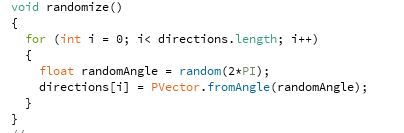 void randomize()
{
  for (int i = 0; i< directions.length; i++)
  {
    float randomAngle = random(2*PI);
    directions[i] = PVector.fromAngle(randomAngle);
  }
}